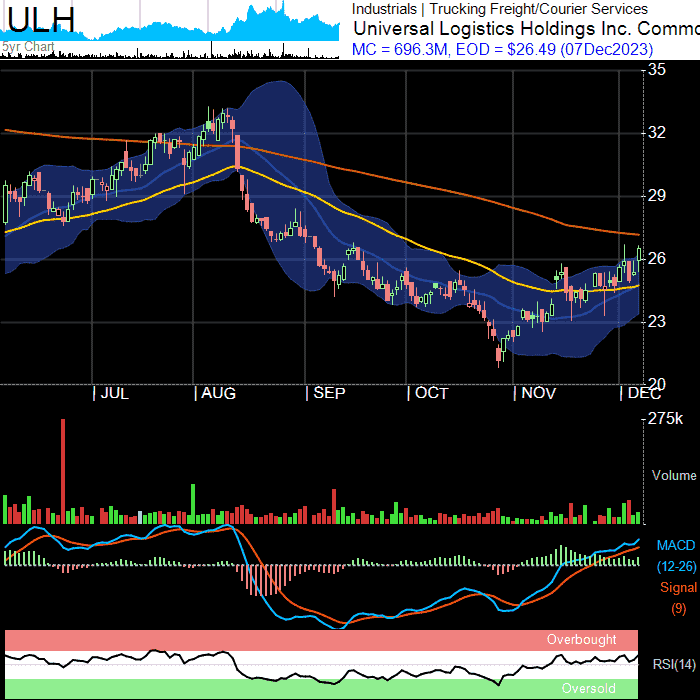 ULH
5yr Chart
Industrials | Trucking Freight/Courier Services
Universal Logistics Holdings Inc. Commo
MC = 696.3M, EOD = $26.49 (07Dec2023)
35
32
29
26
23
20
| JUL | AUG | SEP | OCT | NOV | DEC
275k
Volume
MACD
(12-26)
Signal
(9)
Overbought
RSI(14)
Oversold